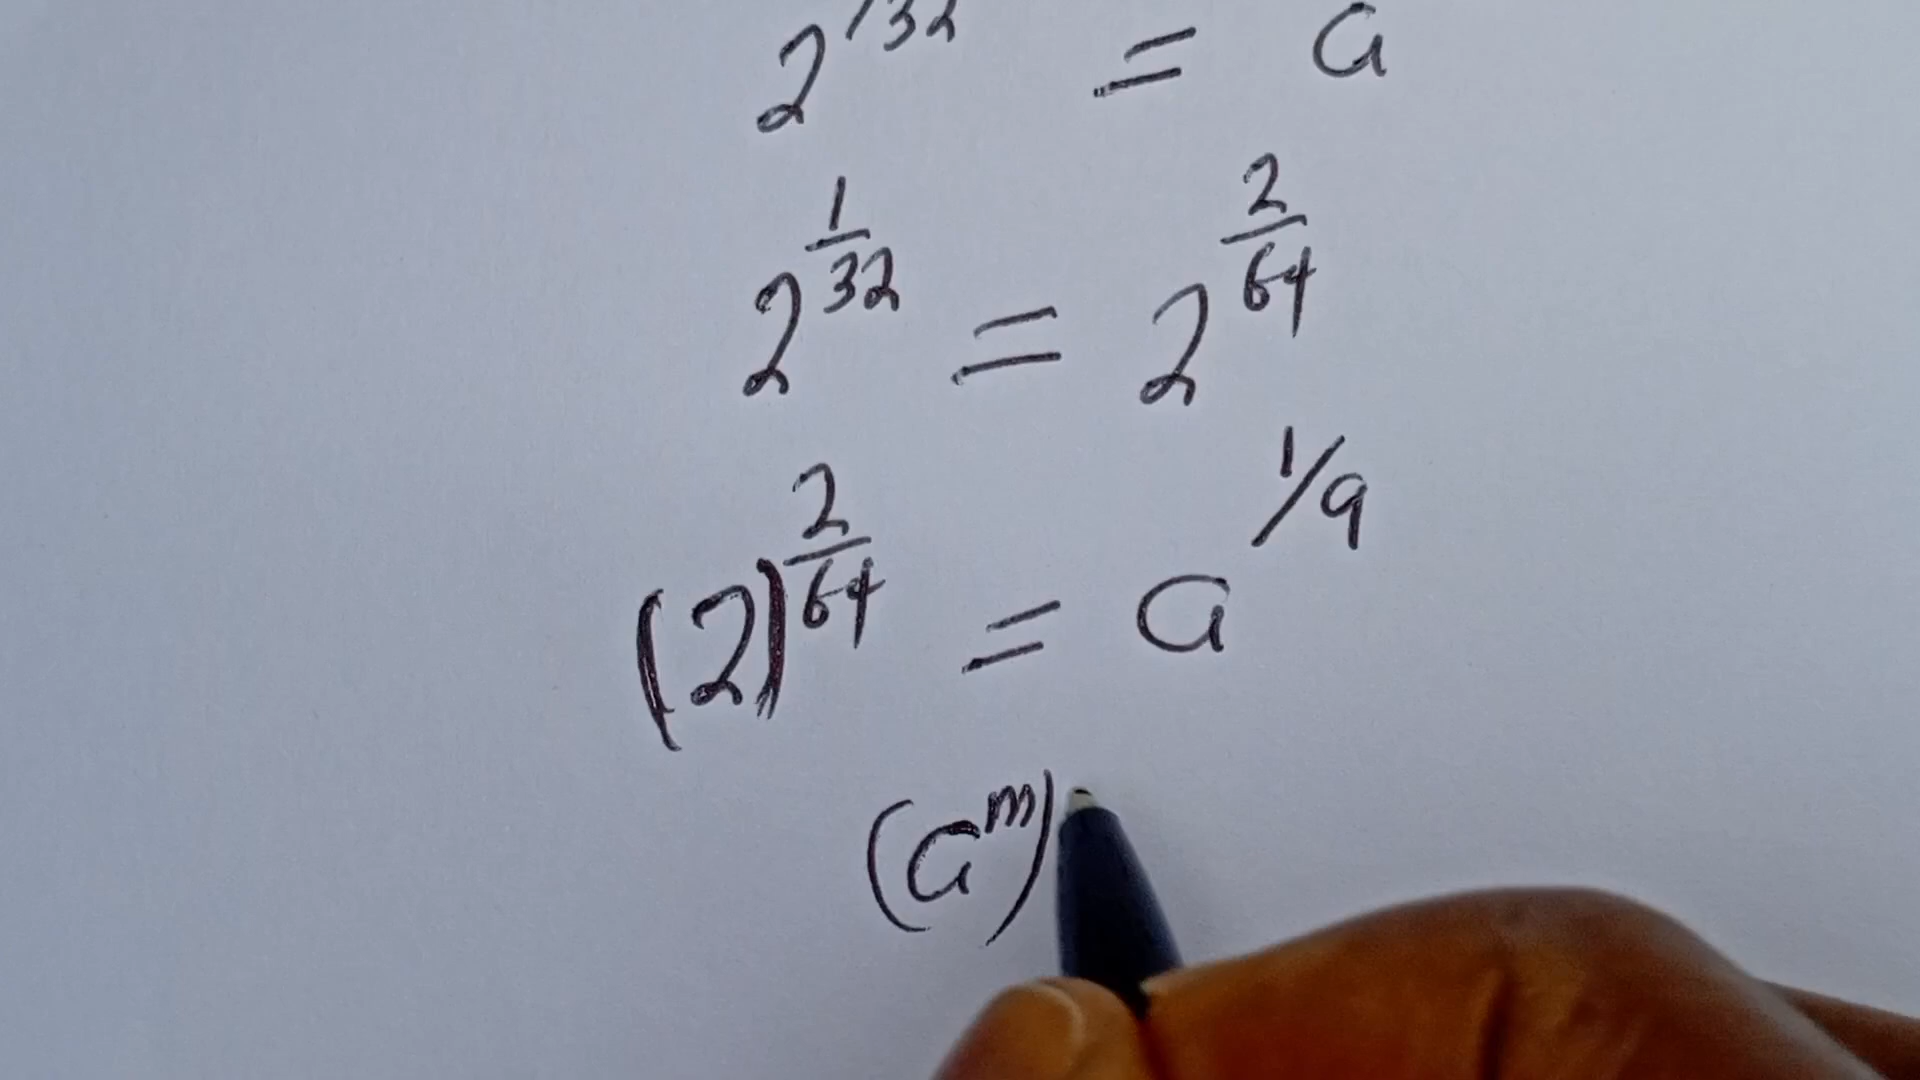 2^1/32 = a
2^1/32 = 2^2/64
(2)^2/64 = a^1/a
(a^m)